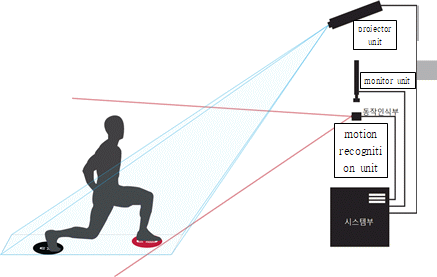 projector
unit
monitor unit
동작인식부
motion
recogniti
on unit
시스템부